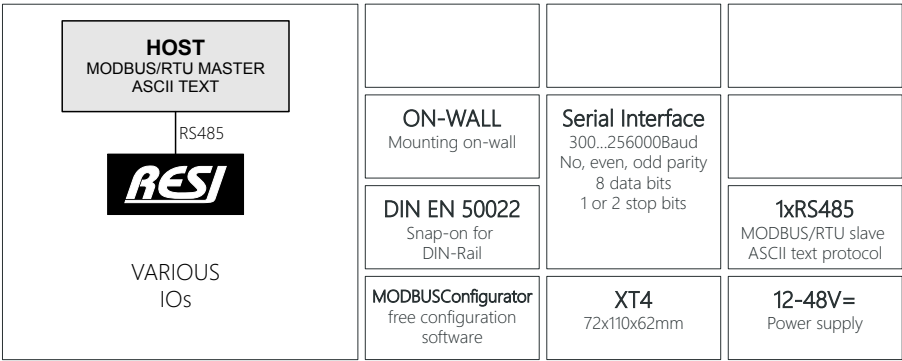 HOST
MODBUS/RTU MASTER
ASCII TEXT
RS485
RESI
VARIOUS
IOs
ON-WALL
Mounting on-wall
Serial Interface
300...256000Baud
No, even, odd parity
8 data bits
1 or 2 stop bits
DIN EN 50022
Snap-on for
DIN-Rail
1xRS485
MODBUS/RTU slave
ASCII text protocol
MODBUSConfigurator
free configuration
software
XT4
72x110x62mm
12-48V=
Power supply